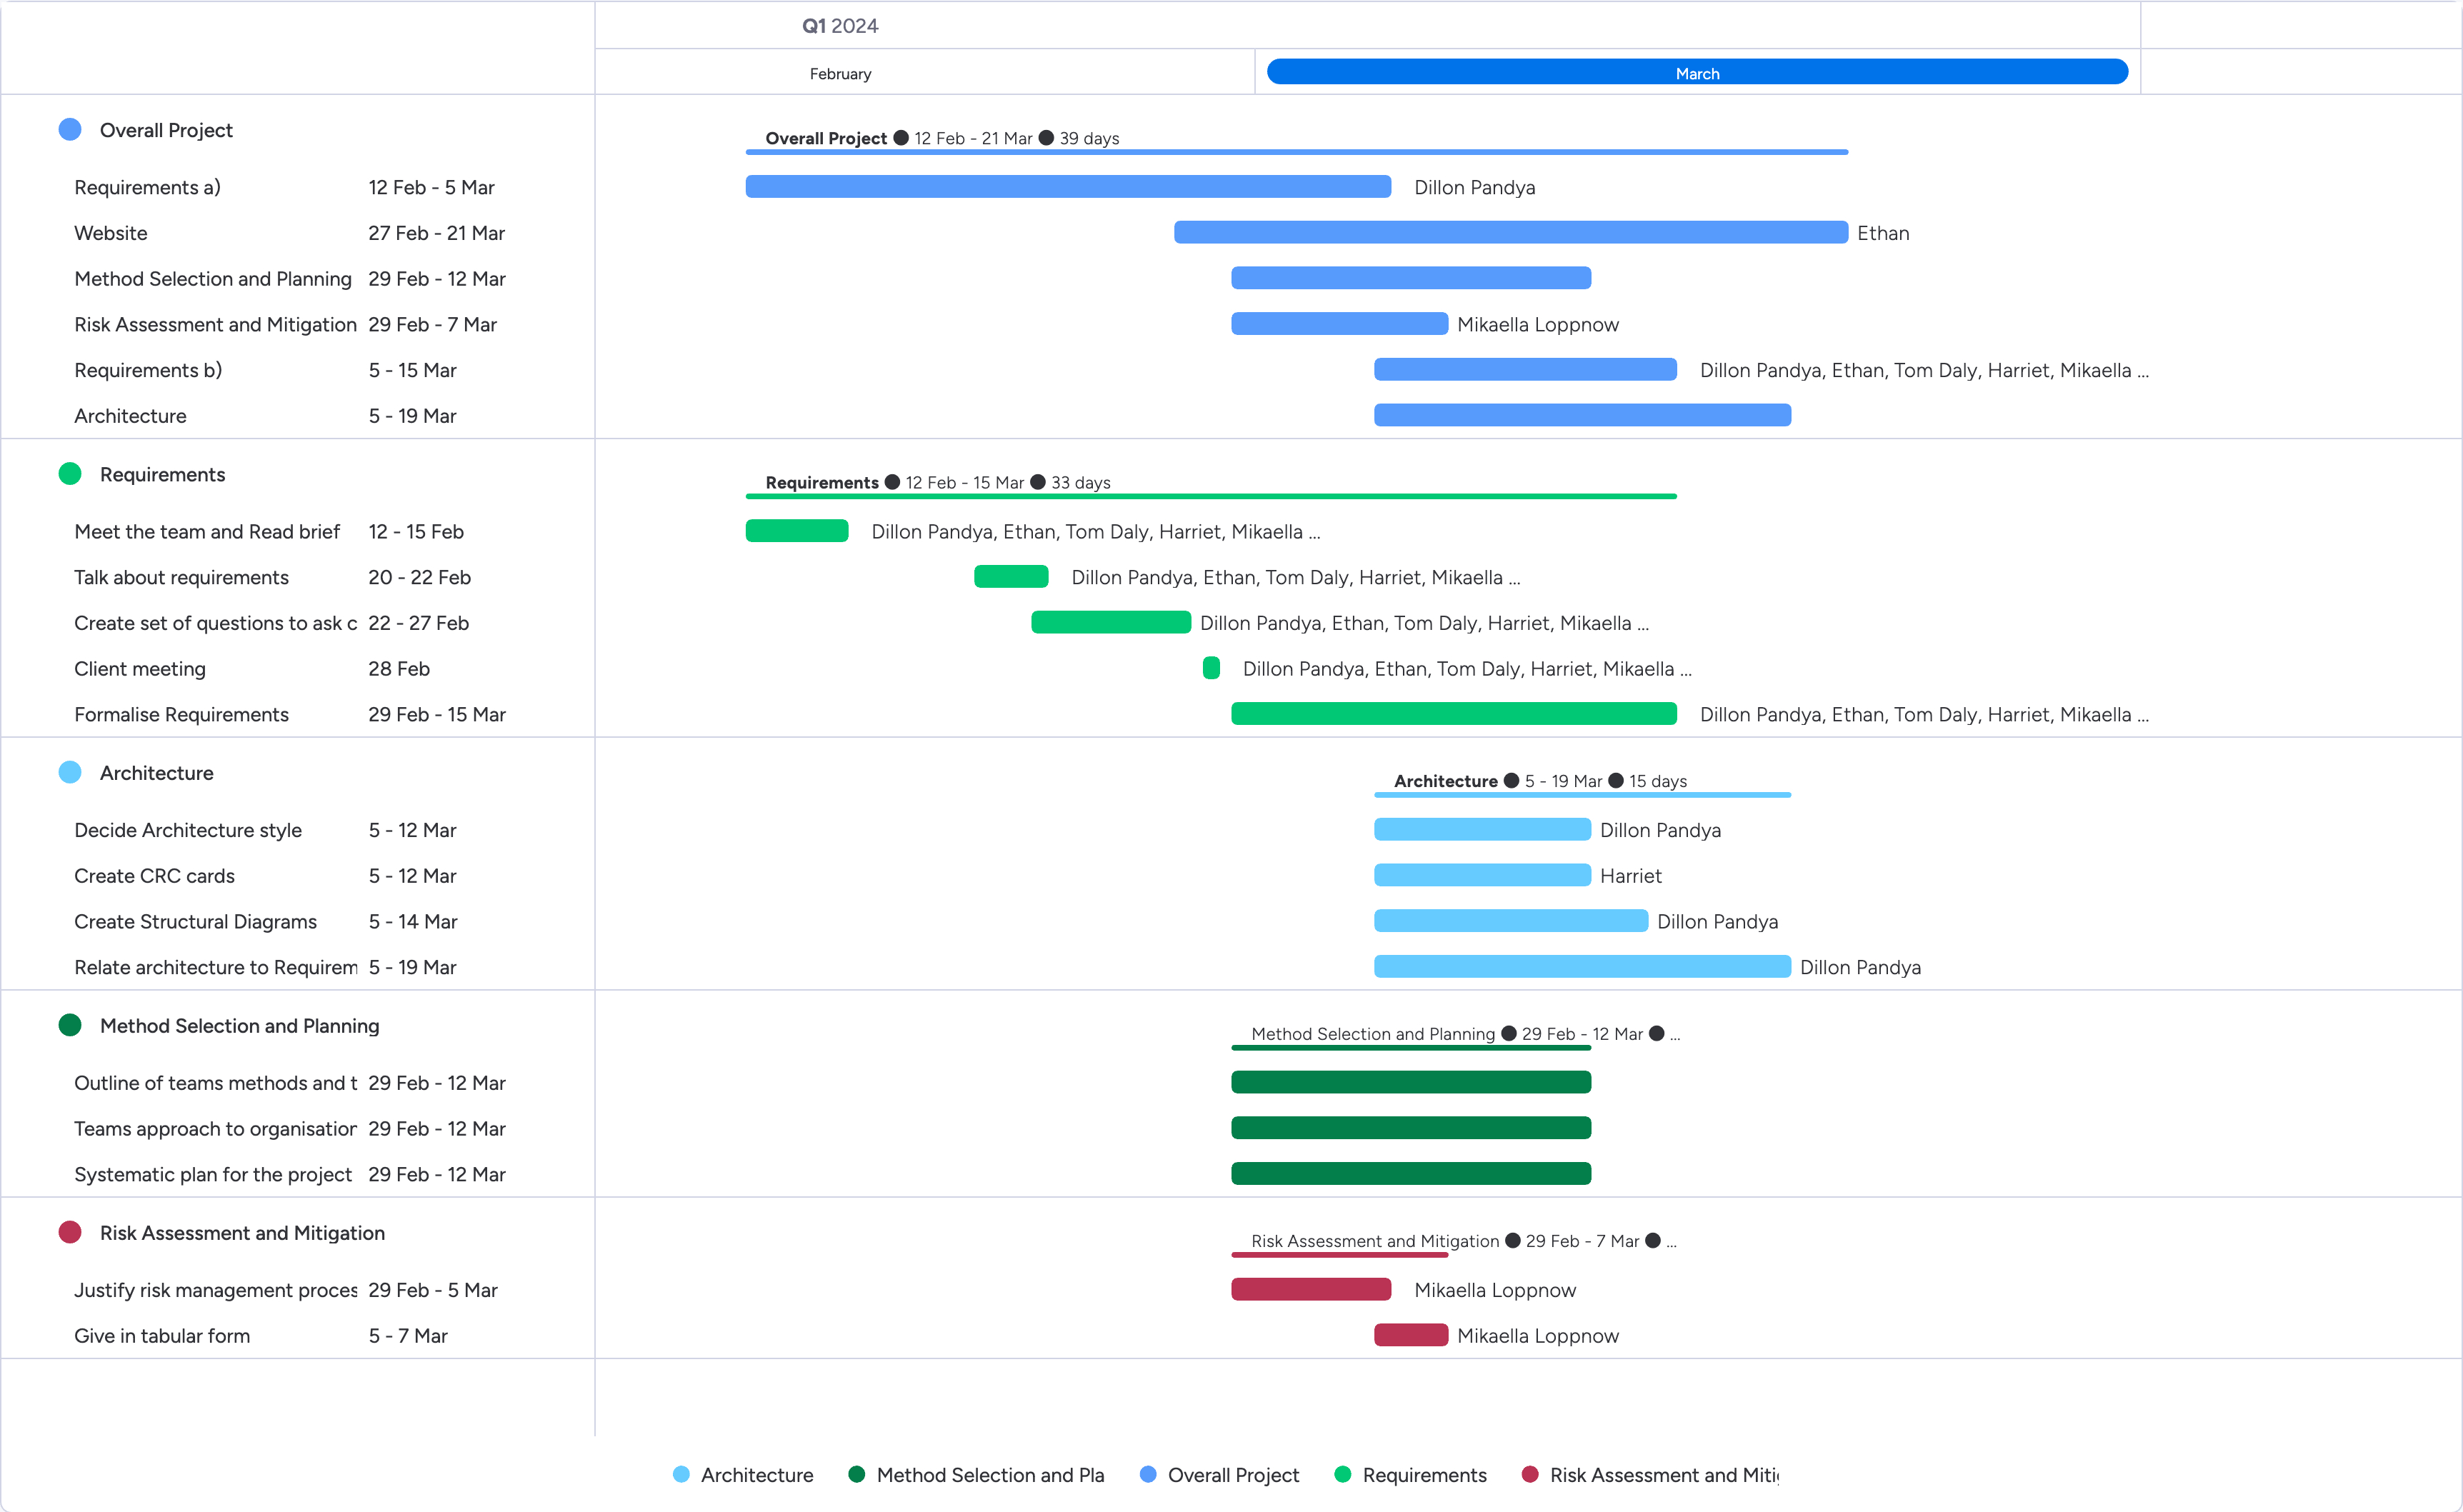 Q1 2024
February March
Overall Project
Overall Project ● 12 Feb - 21 Mar ● 39 days
Requirements a) 12 Feb - 5 Mar Dillon Pandya
Website 27 Feb - 21 Mar Ethan
Method Selection and Planning 29 Feb - 12 Mar
Risk Assessment and Mitigation 29 Feb - 7 Mar Mikaella Loppnow
Requirements b) 5 - 15 Mar Dillon Pandya, Ethan, Tom Daly, Harriet, Mikaella ...
Architecture 5 - 19 Mar
Requirements
Requirements ● 12 Feb - 15 Mar ● 33 days
Meet the team and Read brief 12 - 15 Feb Dillon Pandya, Ethan, Tom Daly, Harriet, Mikaella ...
Talk about requirements 20 - 22 Feb Dillon Pandya, Ethan, Tom Daly, Harriet, Mikaella ...
Create set of questions to ask c 22 - 27 Feb Dillon Pandya, Ethan, Tom Daly, Harriet, Mikaella ...
Client meeting 28 Feb Dillon Pandya, Ethan, Tom Daly, Harriet, Mikaella ...
Formalise Requirements 29 Feb - 15 Mar Dillon Pandya, Ethan, Tom Daly, Harriet, Mikaella ...
Architecture
Architecture ● 5 - 19 Mar ● 15 days
Decide Architecture style 5 - 12 Mar Dillon Pandya
Create CRC cards 5 - 12 Mar Harriet
Create Structural Diagrams 5 - 14 Mar Dillon Pandya
Relate architecture to Requirem 5 - 19 Mar Dillon Pandya
Method Selection and Planning
Method Selection and Planning ● 29 Feb - 12 Mar ● ...
Outline of teams methods and t 29 Feb - 12 Mar
Teams approach to organisation 29 Feb - 12 Mar
Systematic plan for the project 29 Feb - 12 Mar
Risk Assessment and Mitigation
Risk Assessment and Mitigation ● 29 Feb - 7 Mar ● ...
Justify risk management proces 29 Feb - 5 Mar Mikaella Loppnow
Give in tabular form 5 - 7 Mar Mikaella Loppnow
Architecture Method Selection and Pla Overall Project Requirements Risk Assessment and Mitig